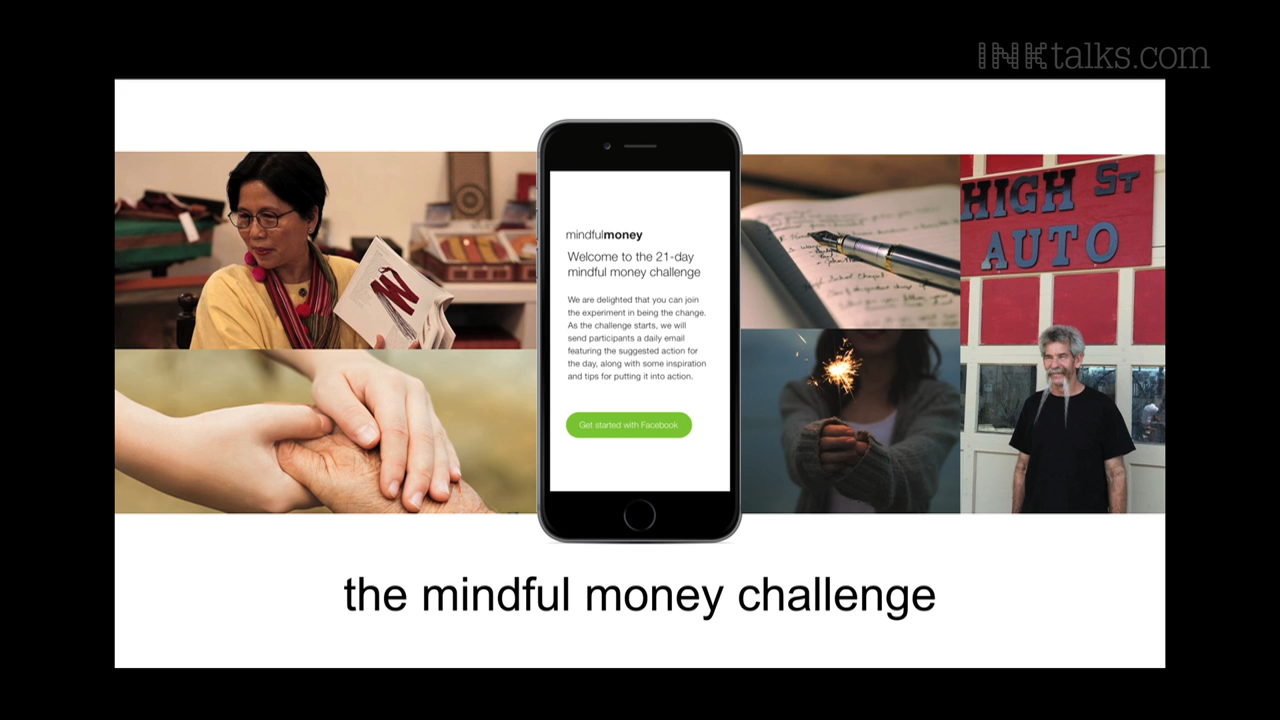 INKtalks.com
mindfulmoney
Welcome to the 21-day
mindful money challenge
We are delighted that you can join
the experiment in being the change.
As the challenge starts, we will
send participants a daily email
featuring the suggested action for
the day, along with some inspiration
and tips for putting it into action.
Get started with Facebook
HIGH ST
AUTO
the mindful money challenge